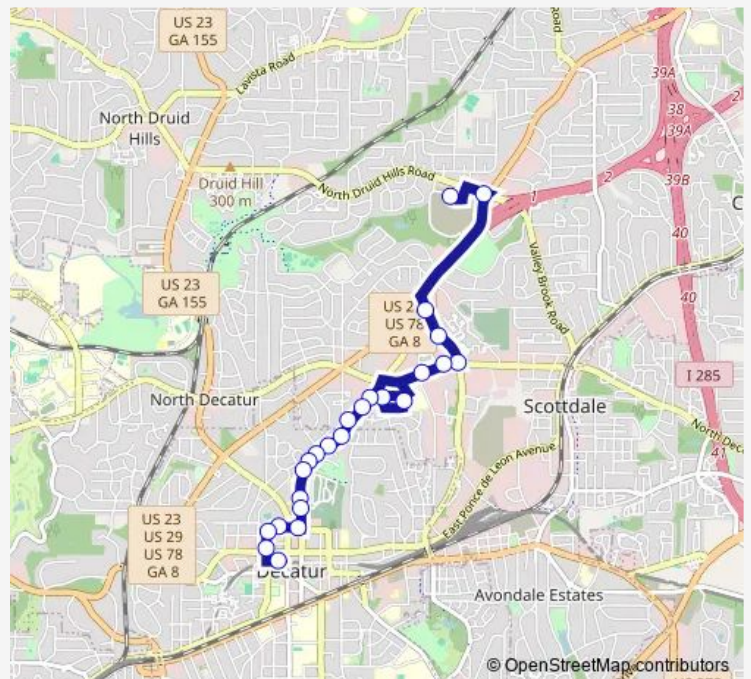 US 23
GA 155
Road
Lavista Road
39A
North Druid
Hills
38
39A
2
Druid Hill
300 m
North Druid Hills Road
1
2
39B
C
40
US 23
GA 155
Valley Brook Road
US 2
US 78
GA 8
40
I 285
North Decatur
Scottdale
North Dec
41
East Ponce de Leon Avenue
US 23
US 29
US 78
GA 8
Decatur
Avondale Estates
© OpenStreetMap contributors